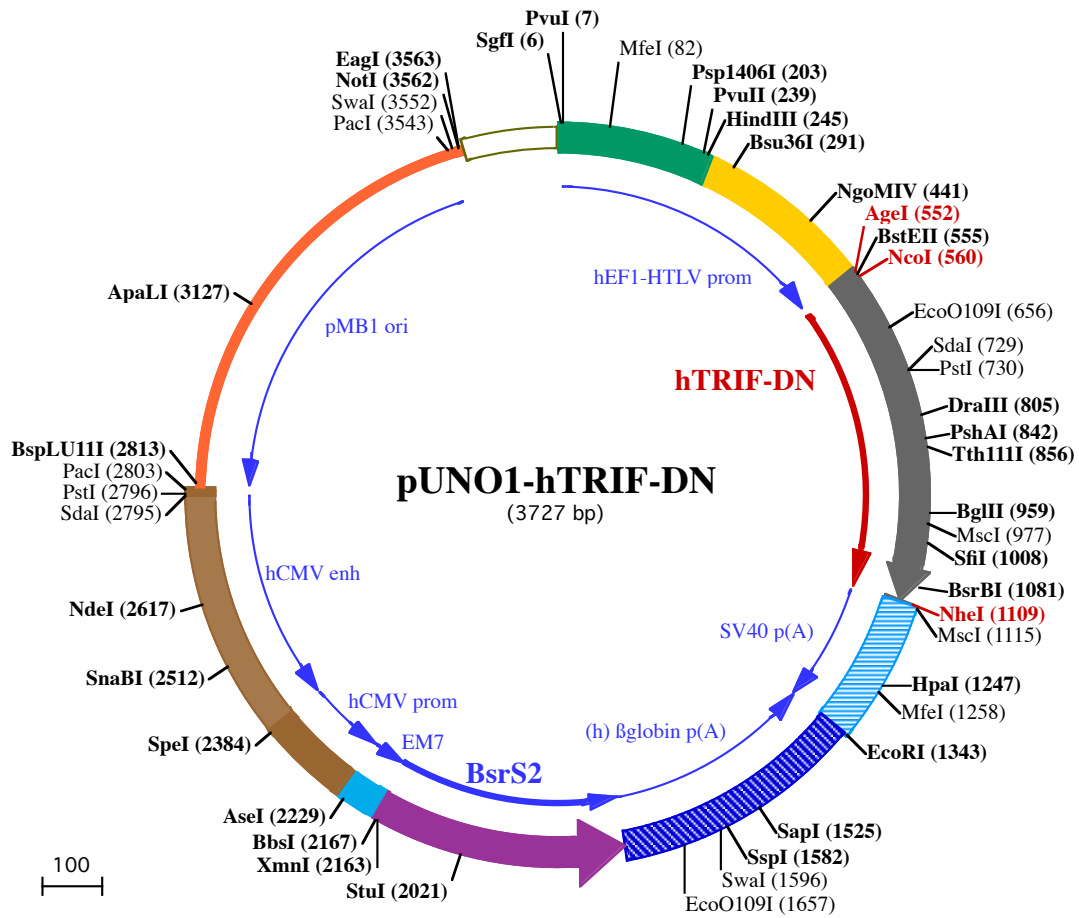 PvuI (7)
SgfI (6)
MfeI (82)
EagI (3563)
NotI (3562)
SwaI (3552)
PacI (3543)
Psp1406I (203)
PvuII (239)
HindIII (245)
Bsu36I (291)
NgoMIV (441)
AgeI (552)
BstEII (555)
NcoI (560)
hEF1-HTLV prom
ApaLI (3127)
pMB1 ori
EcoO109I (656)
SdaI (729)
PstI (730)
hTRIF-DN
DraIII (805)
PshAI (842)
Tth111I (856)
BspLU11I (2813)
PacI (2803)
PstI (2796)
SdaI (2795)
pUNO1-hTRIF-DN
(3727 bp)
BglII (959)
MscI (977)
SfiI (1008)
hCMV enh
BsrBI (1081)
NheI (1109)
MscI (1115)
NdeI (2617)
SV40 p(A)
SnaBI (2512)
HpaI (1247)
MfeI (1258)
hCMV prom
SpeI (2384)
EM7
(h) ßglobin p(A)
EcoRI (1343)
BsrS2
AseI (2229)
BbsI (2167)
XmnI (2163)
StuI (2021)
SapI (1525)
SspI (1582)
SwaI (1596)
EcoO109I (1657)
100